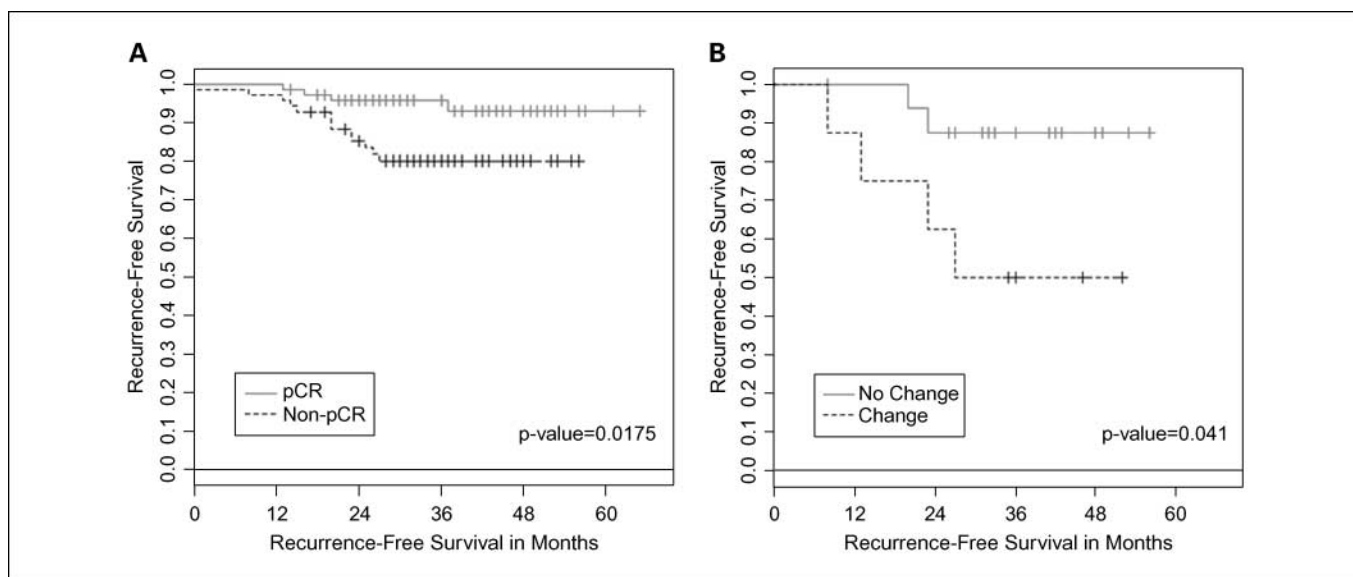 A
Recurrence-Free Survival
1.0
0.9
0.8
0.7
0.6
0.5
0.4
0.3
0.2
0.1
0.0
pCR
Non-pCR
p-value=0.0175
0 12 24 36 48 60
Recurrence-Free Survival in Months
B
Recurrence-Free Survival
1.0
0.9
0.8
0.7
0.6
0.5
0.4
0.3
0.2
0.1
0.0
No Change
Change
p-value=0.041
0 12 24 36 48 60
Recurrence-Free Survival in Months